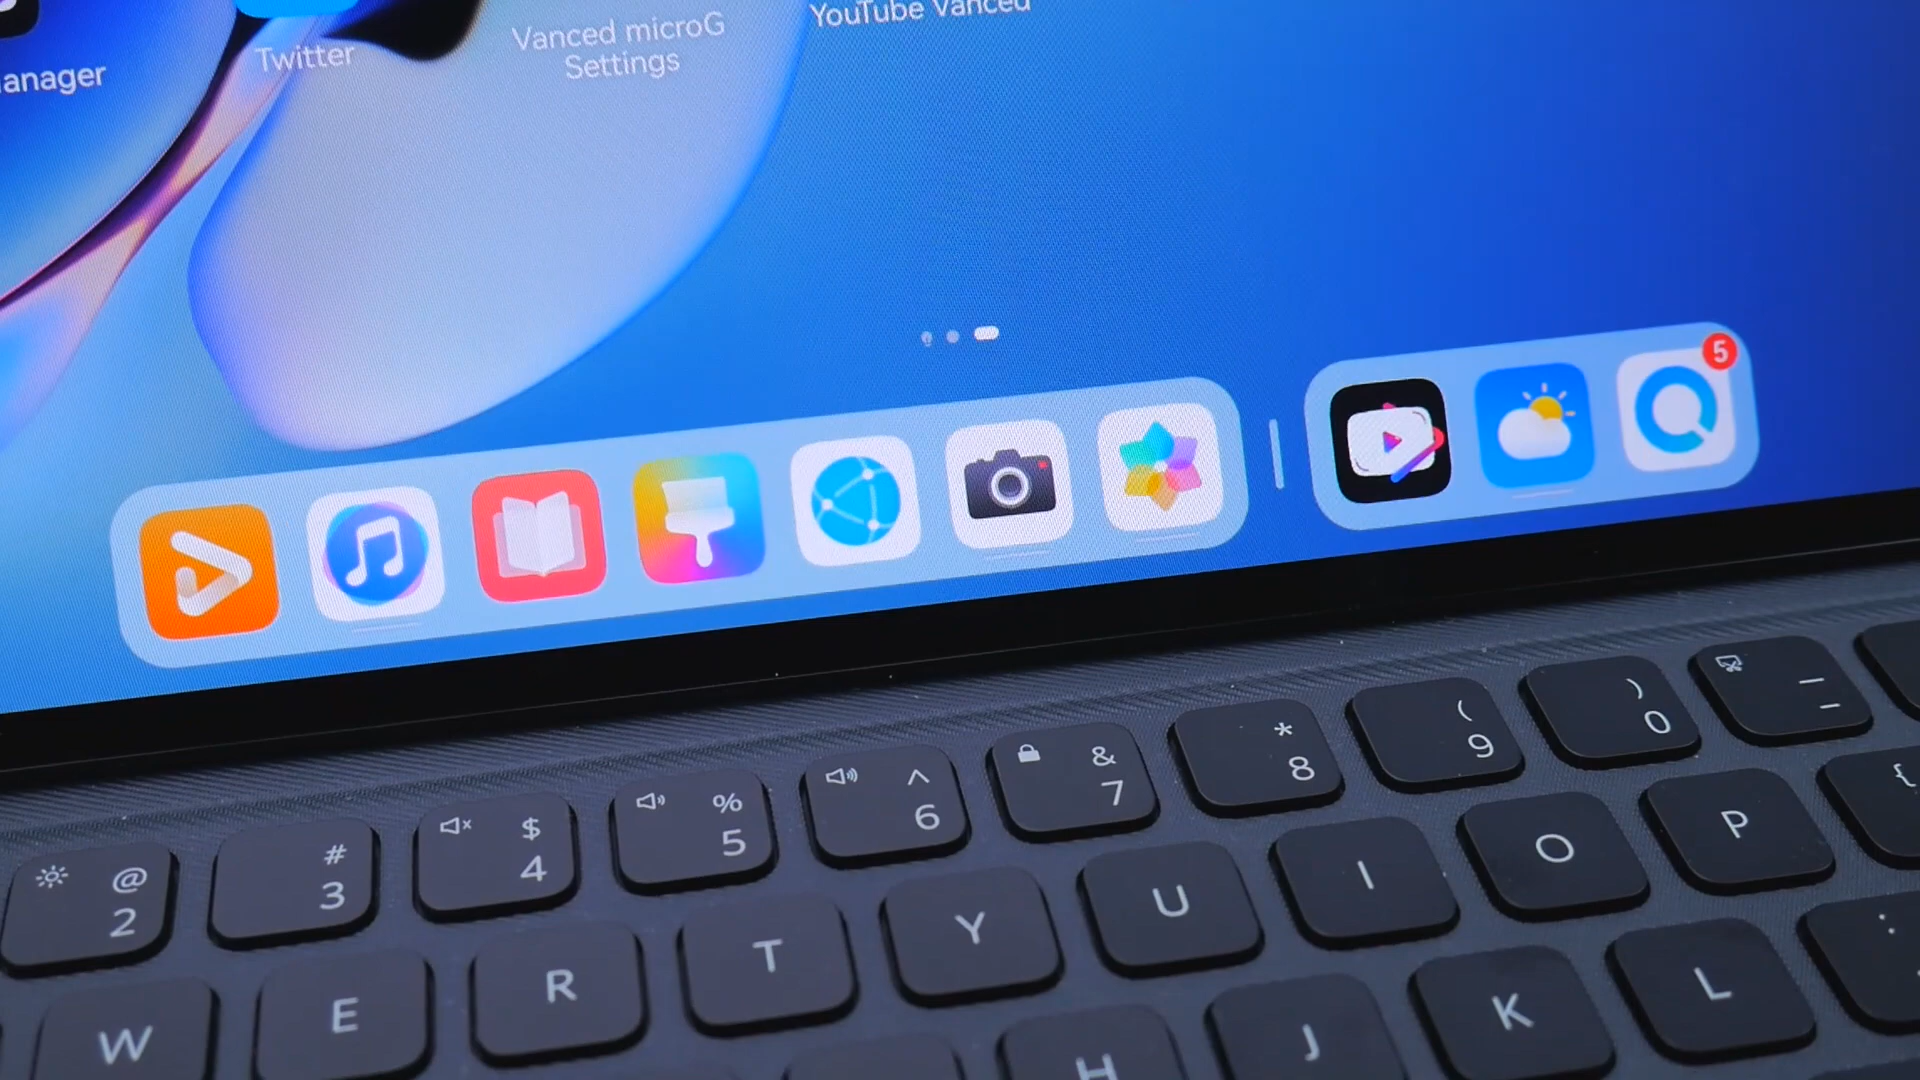 anager
Twitter
Vanced microG
Settings
YouTube Vanced
5
@
2
#
3
$
4
%
5
^
6
&
7
*
8
(
9
)
0
W
E
R
T
Y
U
I
O
P
{
H
J
K
L
: